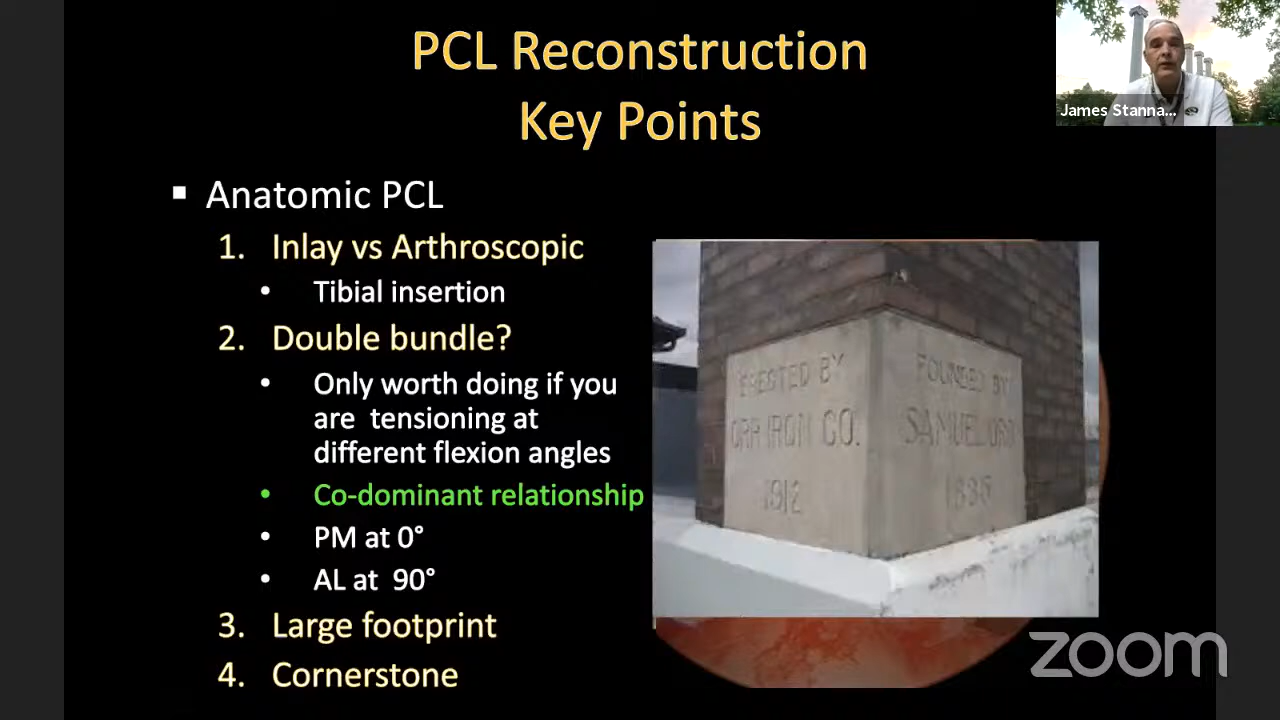 PCL Reconstruction
Key Points
James Stanna...
▪ Anatomic PCL
1. Inlay vs Arthroscopic
• Tibial insertion
2. Double bundle?
• Only worth doing if you
are tensioning at
different flexion angles
• Co-dominant relationship
• PM at 0°
• AL at 90°
3. Large footprint
4. Cornerstone
ERECTED BY
ORR IRON CO.
1912
FOUNDED BY
SAMUEL ORR
1835
zoom